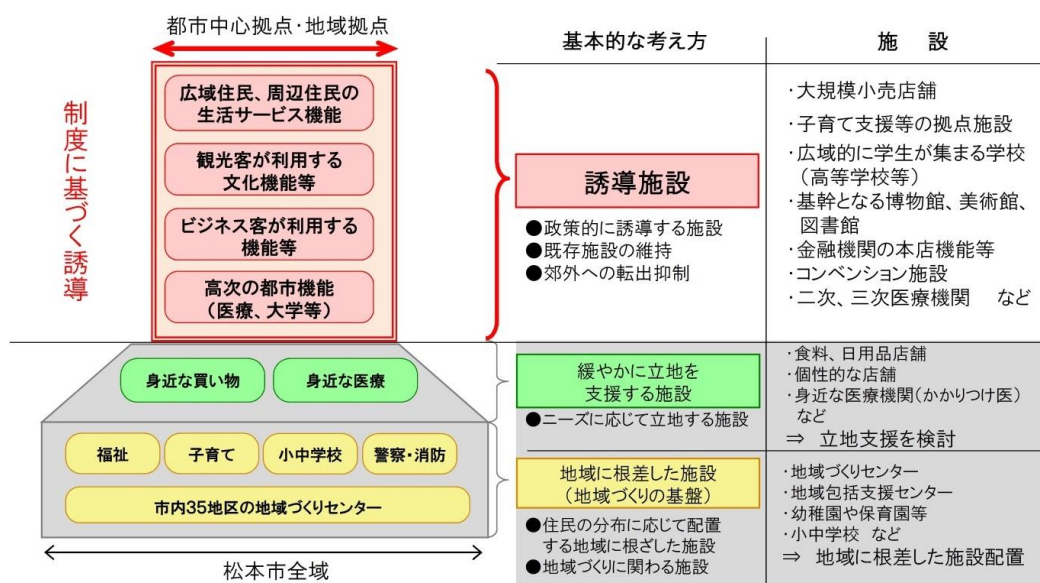 都市中心拠点・地域拠点
基本的な考え方
施 設
制度に基づく誘導
広域住民、周辺住民の
生活サービス機能
観光客が利用する
文化機能等
ビジネス客が利用する
機能等
高次の都市機能
(医療、大学等)
誘導施設
●政策的に誘導する施設
●既存施設の維持
●郊外への転出抑制
・大規模小売店舗
・子育て支援等の拠点施設
・広域的に学生が集まる学校
(高等学校等)
・基幹となる博物館、美術館、
図書館
・金融機関の本店機能等
・コンベンション施設
・二次、三次医療機関 など
身近な買い物
身近な医療
緩やかに立地を
支援する施設
●ニーズに応じて立地する施設
・食料、日用品店舗
・個性的な店舗
・身近な医療機関(かかりつけ医)
など
⇒ 立地支援を検討
福祉
子育て
小中学校
警察・消防
市内35地区の地域づくりセンター
地域に根差した施設
(地域づくりの基盤)
●住民の分布に応じて配置
する地域に根ざした施設
●地域づくりに関わる施設
・地域づくりセンター
・地域包括支援センター
・幼稚園や保育園等
・小中学校 など
⇒ 地域に根差した施設配置
松本市全域